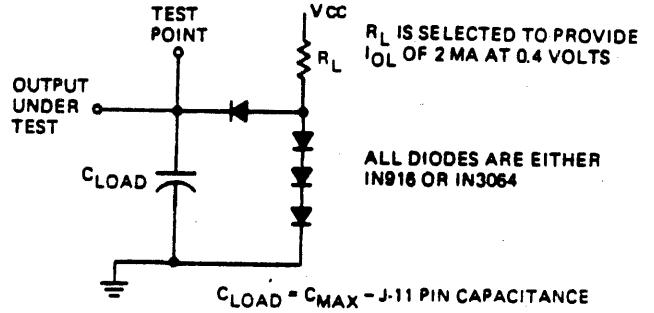 TEST
POINT
VCC
RL
RL IS SELECTED TO PROVIDE
IOL OF 2 MA AT 0.4 VOLTS
OUTPUT
UNDER
TEST
CLOAD
ALL DIODES ARE EITHER
IN916 OR IN3064
CLOAD = CMAX – J-11 PIN CAPACITANCE